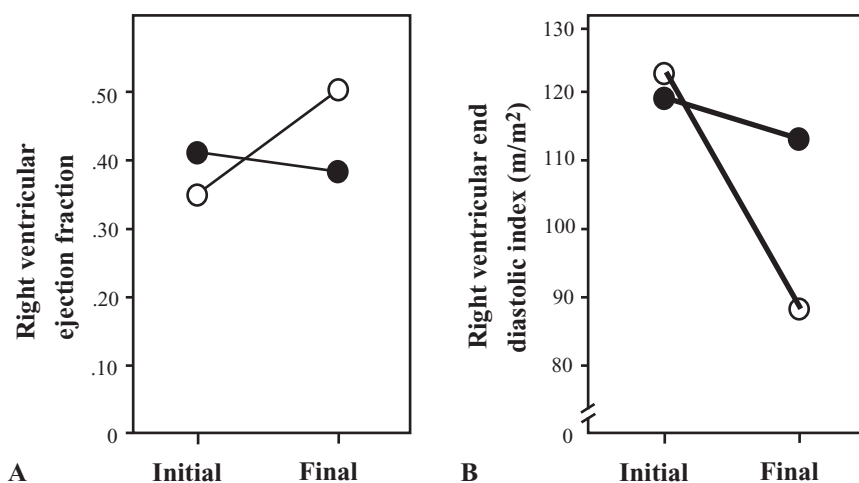 Right ventricular
ejection fraction
.50
.40
.30
.20
.10
0
A
Initial
Final
Right ventricular end
diastolic index (m/m²)
130
120
110
100
90
80
0
B
Initial
Final